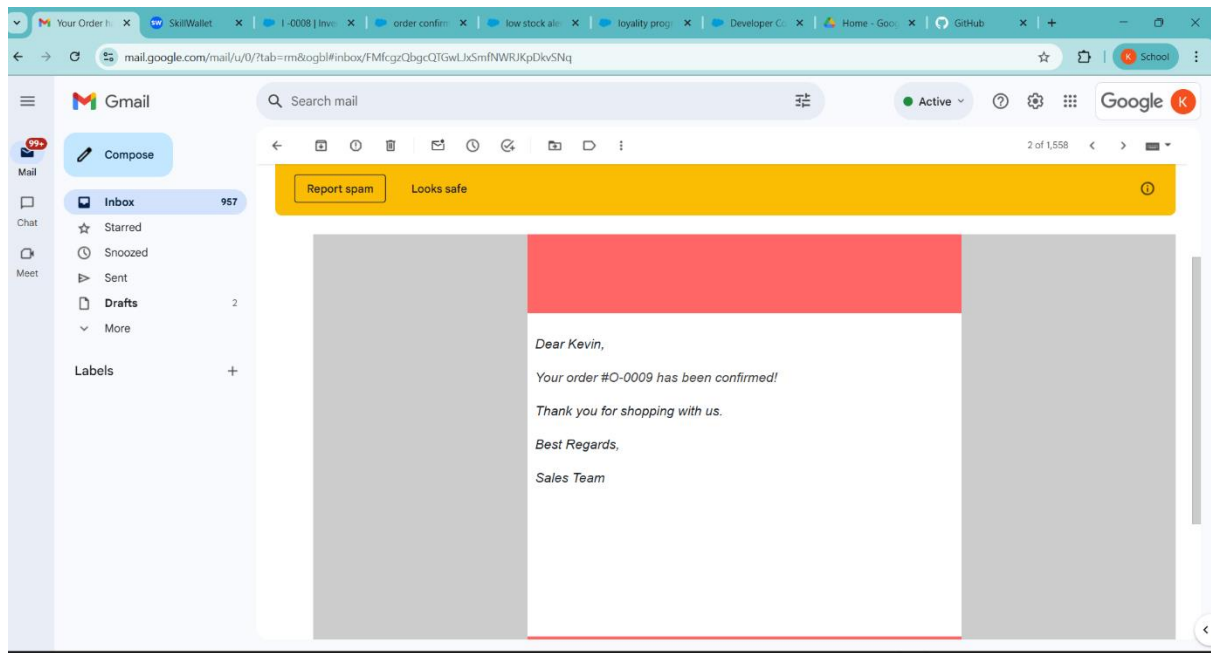 Your Order h
SkillWallet
I -0008 | Inve
order confirm
low stock ale
loyality progr
Developer Co
Home - Goog
GitHub
mail.google.com/mail/u/0/?tab=rm&ogbl#inbox/FMfcgzQbgcQTGwLJxSmfNWRJKpDkvSNq
School
Gmail
Search mail
Active
Google K
99+
Mail
Compose
2 of 1,558
Report spam
Looks safe
Inbox 957
Chat
Starred
Snoozed
Meet
Sent
Drafts 2
More
Labels
Dear Kevin,
Your order #O-0009 has been confirmed!
Thank you for shopping with us.
Best Regards,
Sales Team